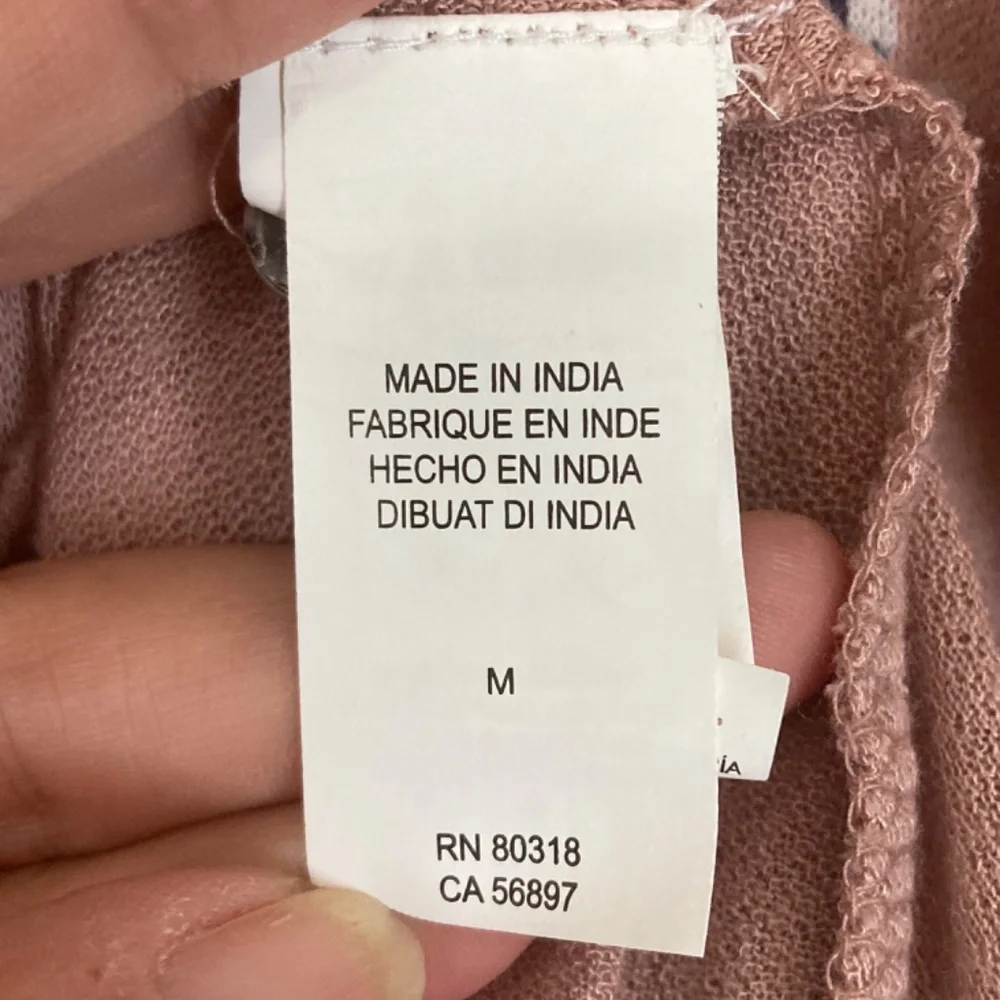 MADE IN INDIA
FABRIQUE EN INDE
HECHO EN INDIA
DIBUAT DI INDIA
M
RN 80318
CA 56897